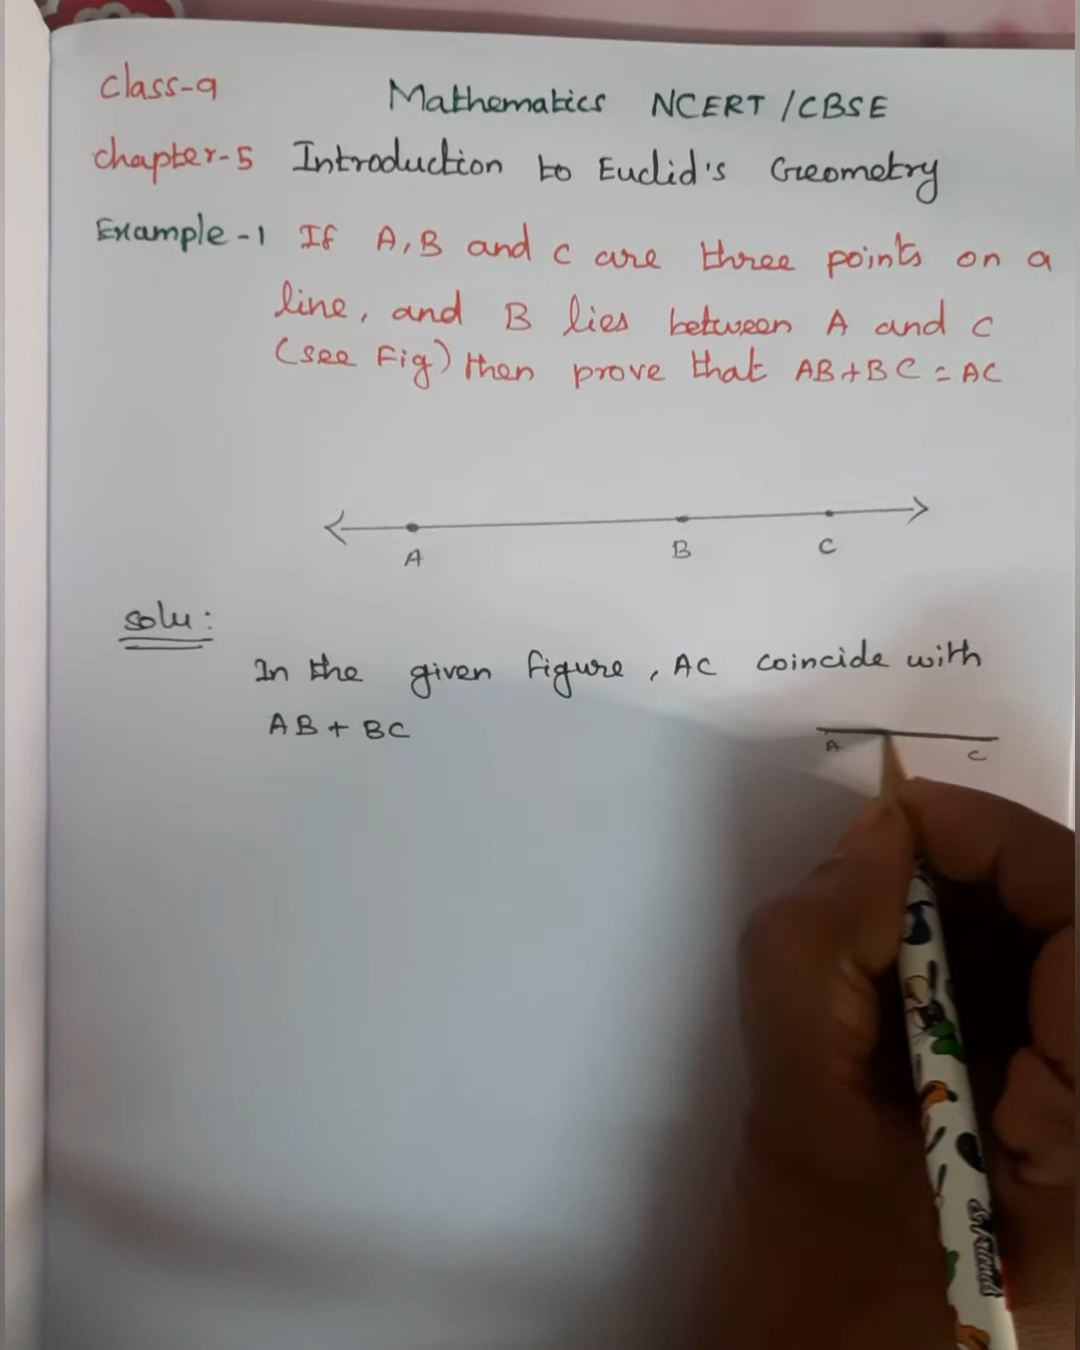 Class-9 Mathematics NCERT / CBSE
Chapter-5 Introduction to Euclid's Geometry
Example-1 If A, B and C are three points on a
line, and B lies between A and C
(see Fig) then prove that AB+BC = AC
A B C
Solu:
In the given figure, AC coincide with
AB + BC
A C